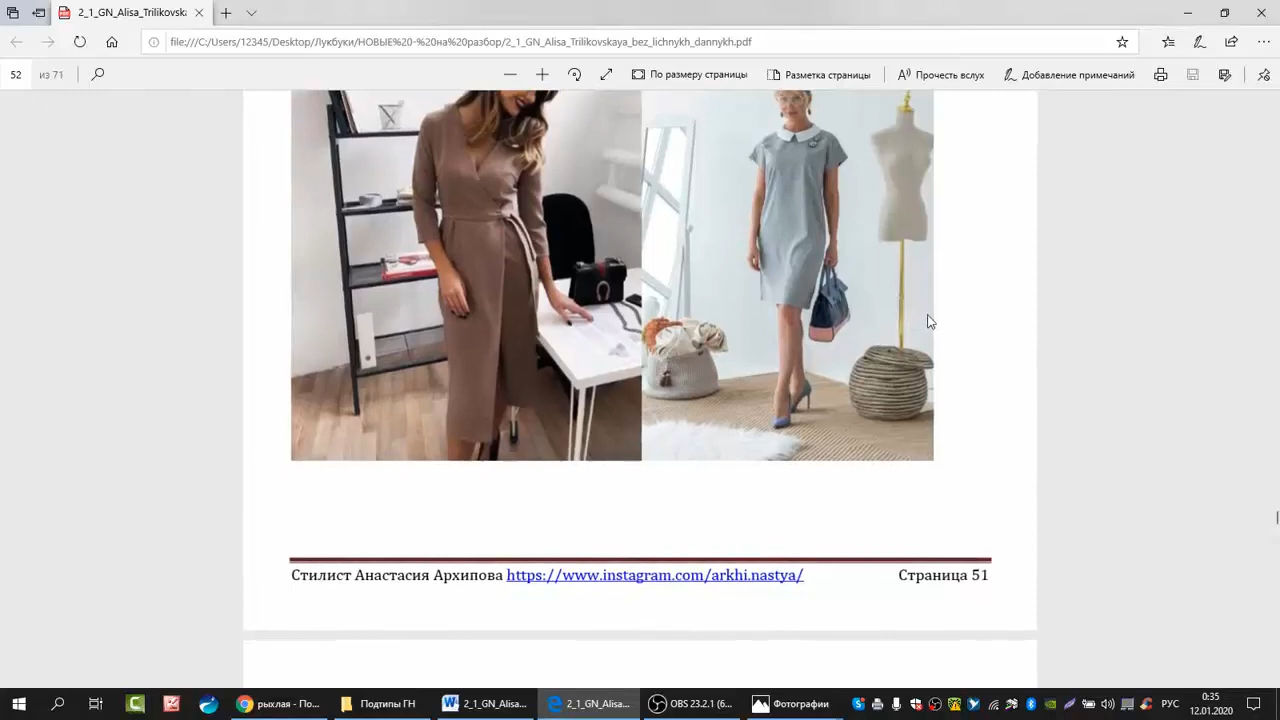 2_1_GN_Alisa_Trilikovska
file:///C:/Users/12345/Desktop/Лукбуки/НОВЫЕ%20-%20на%20разбор/2_1_GN_Alisa_Trilikovskaya_bez_lichnykh_dannykh.pdf
52 из 71
По размеру страницы
Разметка страницы
Прочесть вслух
Добавление примечаний
Стилист Анастасия Архипова https://www.instagram.com/arkhi.nastya/ Страница 51
рыхлая - По...
Подтипы ГН
2_1_GN_Alisa...
2_1_GN_Alisa...
OBS 23.2.1 (6...
Фотографии
РУС
0:35
12.01.2020